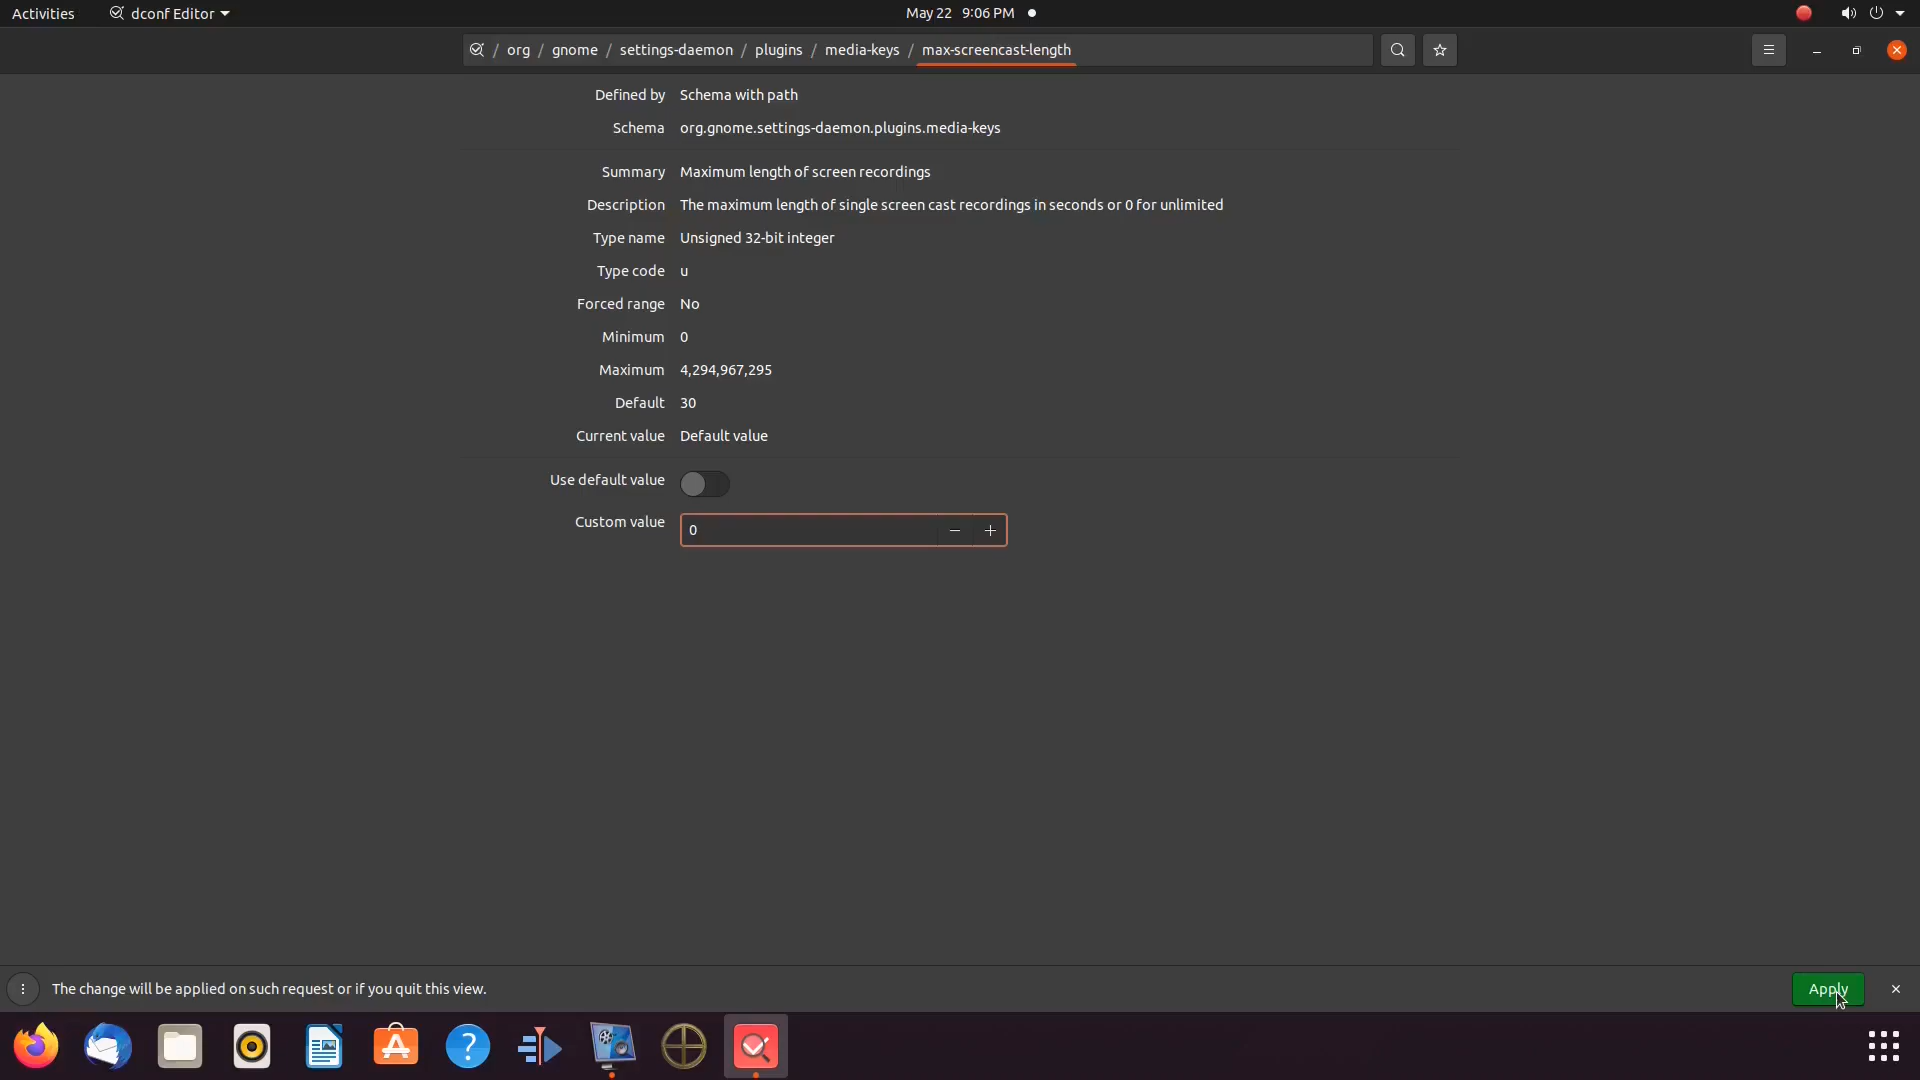 Activities dconf Editor May 22 9:06 PM
/ org / gnome / settings-daemon / plugins / media-keys / max-screencast-length
Defined by Schema with path
Schema org.gnome.settings-daemon.plugins.media-keys
Summary Maximum length of screen recordings
Description The maximum length of single screen cast recordings in seconds or 0 for unlimited
Type name Unsigned 32-bit integer
Type code u
Forced range No
Minimum 0
Maximum 4,294,967,295
Default 30
Current value Default value
Use default value
Custom value 0
The change will be applied on such request or if you quit this view. Apply